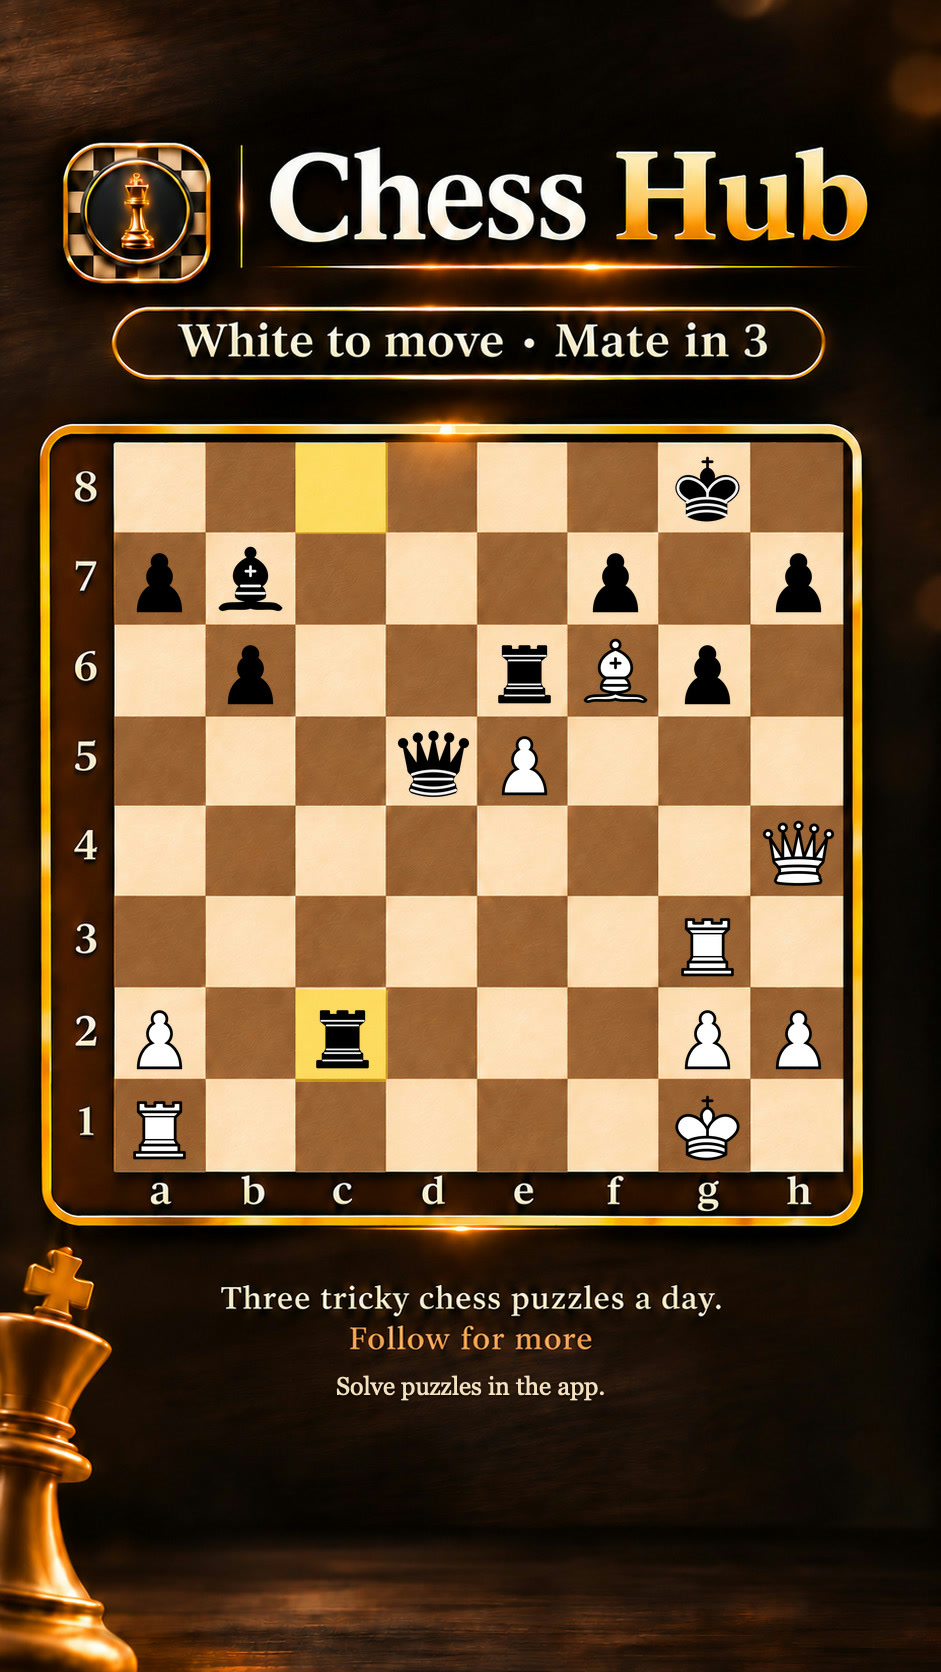 Chess Hub
White to move • Mate in 3
8
7
6
5
4
3
2
1
a b c d e f g h
Three tricky chess puzzles a day.
Follow for more
Solve puzzles in the app.